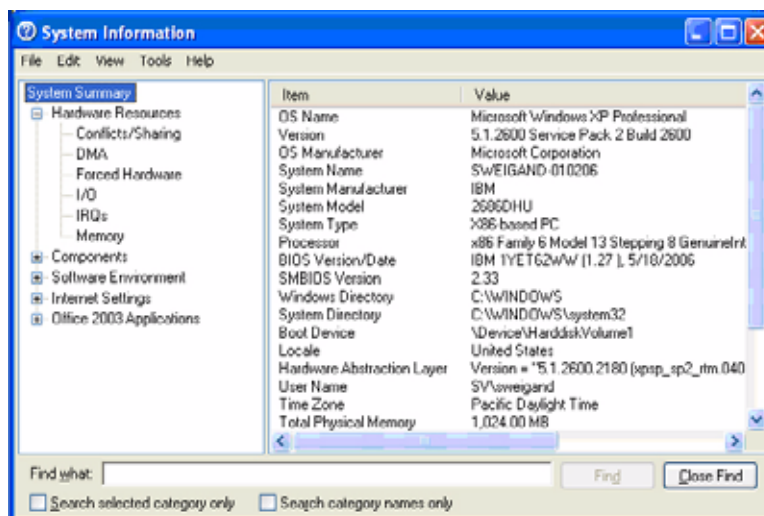 System Information
File Edit View Tools Help
System Summary
Hardware Resources
Conflicts/Sharing
DMA
Forced Hardware
I/O
IRQs
Memory
Components
Software Environment
Internet Settings
Office 2003 Applications
Item Value
OS Name Microsoft Windows XP Professional
Version 5.1.2600 Service Pack 2 Build 2600
OS Manufacturer Microsoft Corporation
System Name SWEIGAND-010206
System Manufacturer IBM
System Model 2686DHU
System Type X86-based PC
Processor x86 Family 6 Model 13 Stepping 8 GenuineInt
BIOS Version/Date IBM 1YET62WW (1.27 ), 5/18/2006
SMBIOS Version 2.33
Windows Directory C:\WINDOWS
System Directory C:\WINDOWS\system32
Boot Device \Device\HarddiskVolume1
Locale United States
Hardware Abstraction Layer Version = "5.1.2600.2180 (xpsp_sp2_rtm.040
User Name SV\sweigand
Time Zone Pacific Daylight Time
Total Physical Memory 1,024.00 MB
Find what: Find Close Find
Search selected category only Search category names only